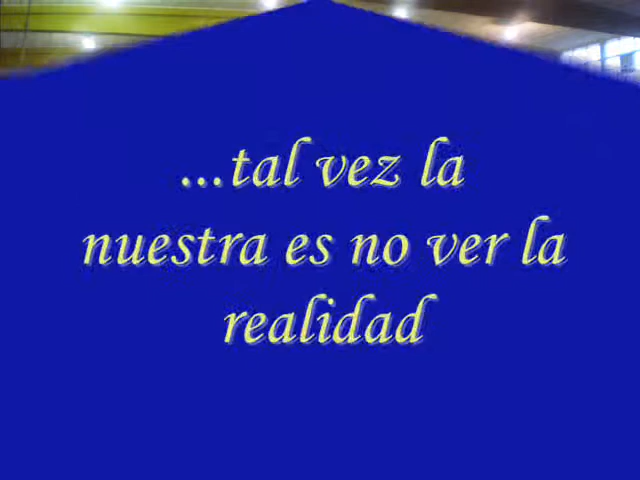 ...tal vez la
nuestra es no ver la
realidad